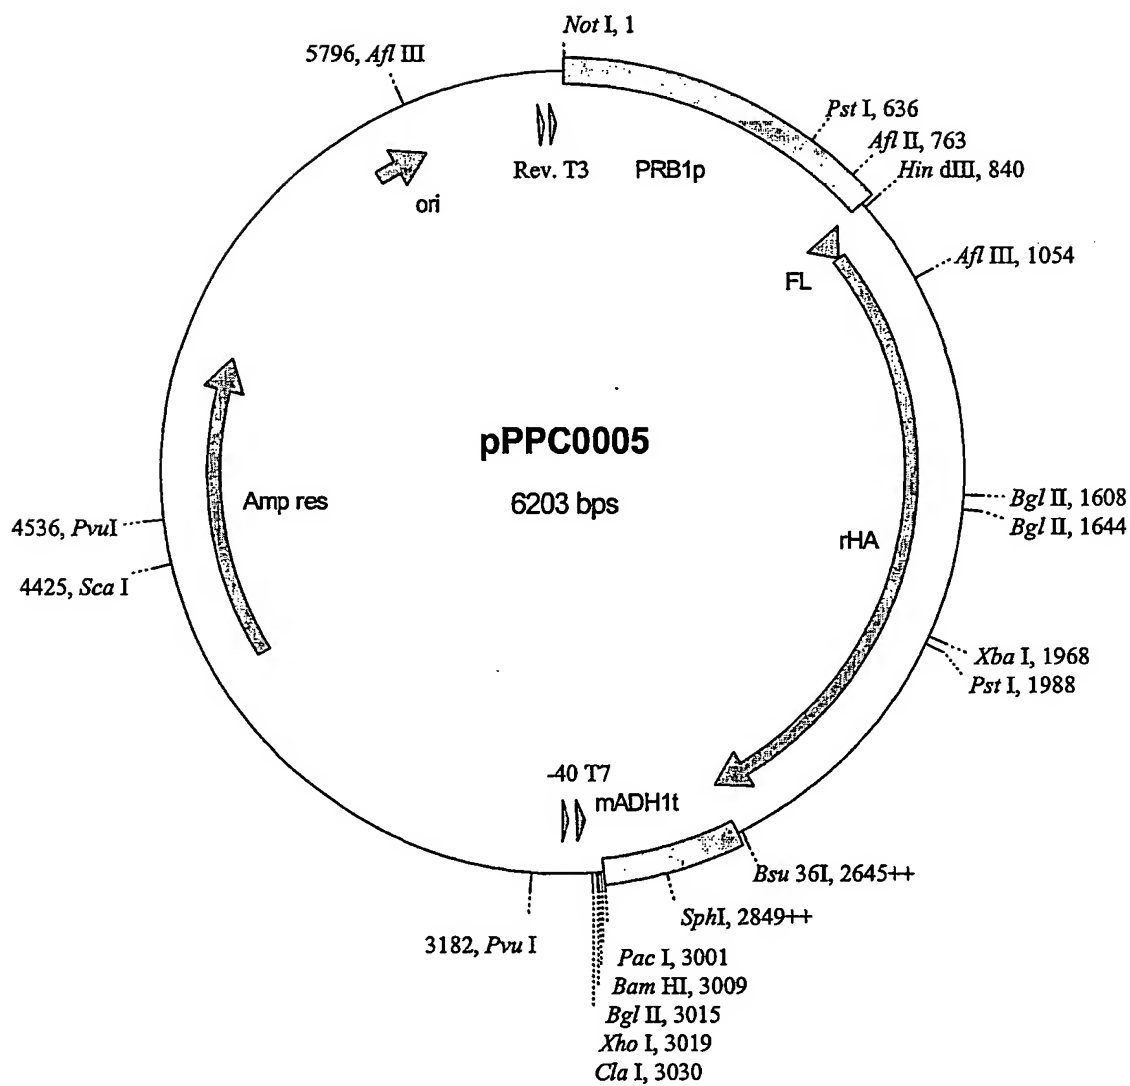 Not I, 1
5796, Afl III
Pst I, 636
Afl II, 763
Hin dIII, 840
Rev. T3
PRB1p
ori
Afl III, 1054
FL
pPPC0005
6203 bps
Amp res
rHA
Bgl II, 1608
Bgl II, 1644
4536, PvuI
4425, Sca I
Xba I, 1968
Pst I, 1988
-40 T7
mADH1t
Bsu 36I, 2645++
SphI, 2849++
3182, Pvu I
Pac I, 3001
Bam HI, 3009
Bgl II, 3015
Xho I, 3019
Cla I, 3030